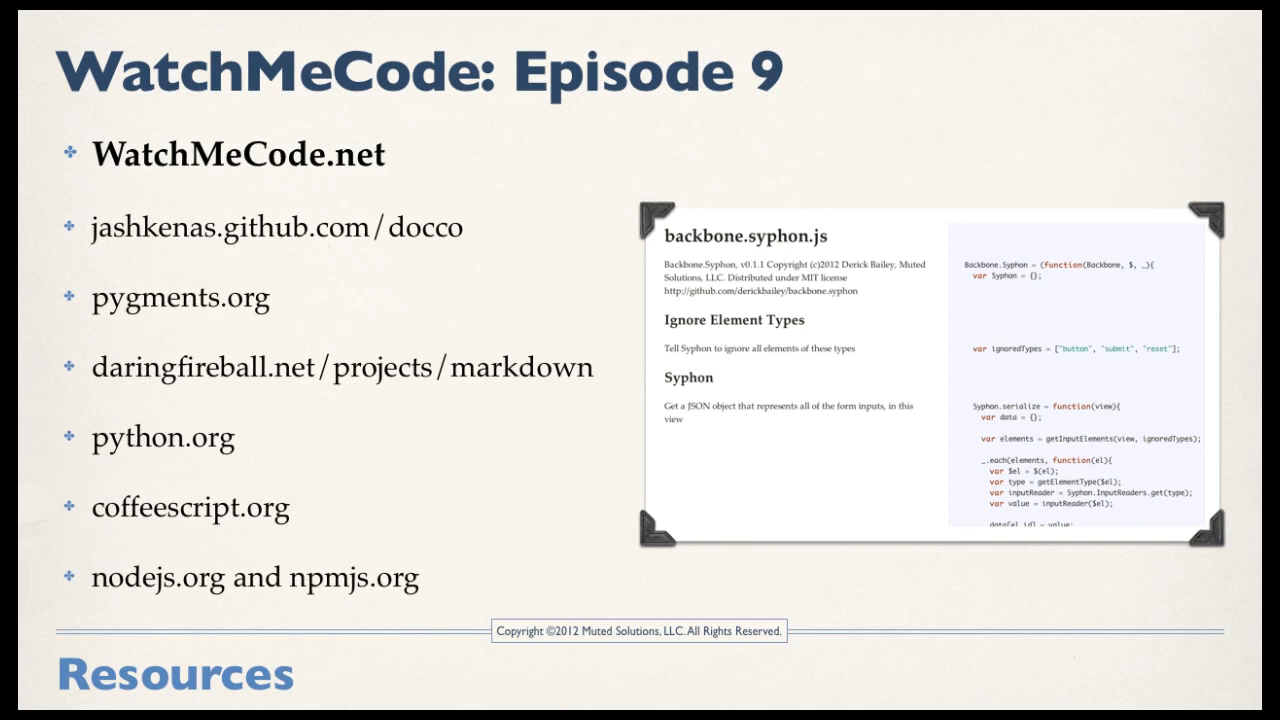 WatchMeCode: Episode 9
WatchMeCode.net
jashkenas.github.com/docco
pygments.org
daringfireball.net/projects/markdown
python.org
coffeescript.org
nodejs.org and npmjs.org
backbone.syphon.js
Backbone.Syphon, v0.1.1 Copyright (c)2012 Derick Bailey, Muted
Solutions, LLC. Distributed under MIT license
http://github.com/derickbailey/backbone.syphon
Ignore Element Types
Tell Syphon to ignore all elements of these types
Syphon
Get a JSON object that represents all of the form inputs, in this
view
Backbone.Syphon = (function(Backbone, $, _){
var Syphon = {};
var ignoredTypes = ["button", "submit", "reset"];
Syphon.serialize = function(view){
var data = {};
var elements = getInputElements(view, ignoredTypes);
_.each(elements, function(el){
var $el = $(el);
var type = getElementType($el);
var inputReader = Syphon.InputReaders.get(type);
var value = inputReader($el);
data[el.id] = value;
Copyright ©2012 Muted Solutions, LLC. All Rights Reserved.
Resources